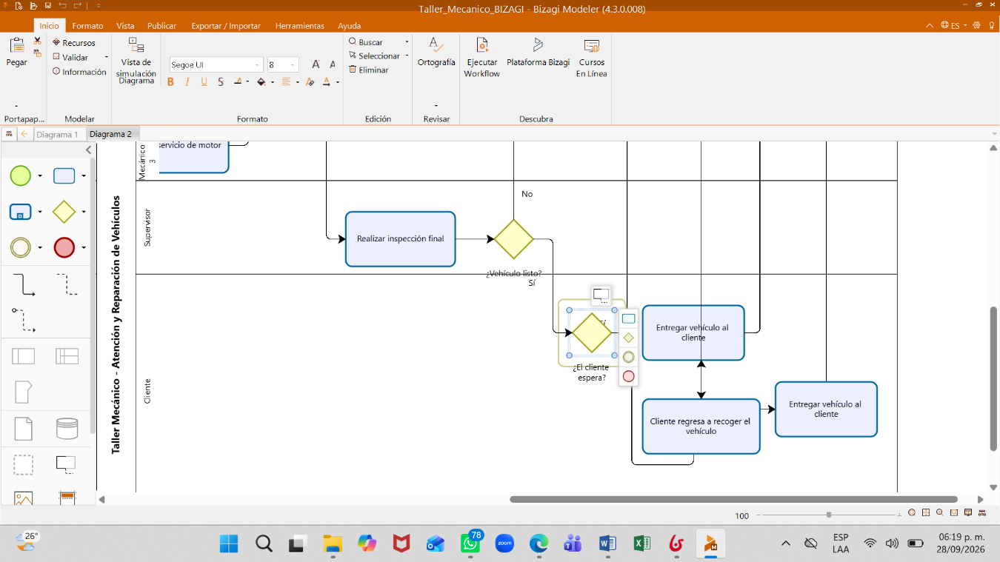 Taller_Mecanico_BIZAGI - Bizagi Modeler (4.3.0.008)
Inicio
Formato
Vista
Publicar
Exportar / Importar
Herramientas
Ayuda
ES
Pegar
Portapap...
Recursos
Validar
Información
Modelar
Vista de
simulación
Diagrama
Segoe UI
8
A
A
B
I
U
S
A
A
Formato
Buscar
Seleccionar
Eliminar
Edición
Ortografía
Revisar
Ejecutar
Workflow
Plataforma Bizagi
Cursos
En Línea
Descubra
Diagrama 1
Diagrama 2
Taller Mecánico - Atención y Reparación de Vehículos
Mecánico
3
servicio de motor
Supervisor
Realizar inspección final
No
¿Vehículo listo?
Sí
Cliente
¿El cliente
espera?
Entregar vehículo al
cliente
Cliente regresa a recoger el
vehículo
Entregar vehículo al
cliente
100
26°
78
zoom
ESP
LAA
06:19 p. m.
28/09/2026